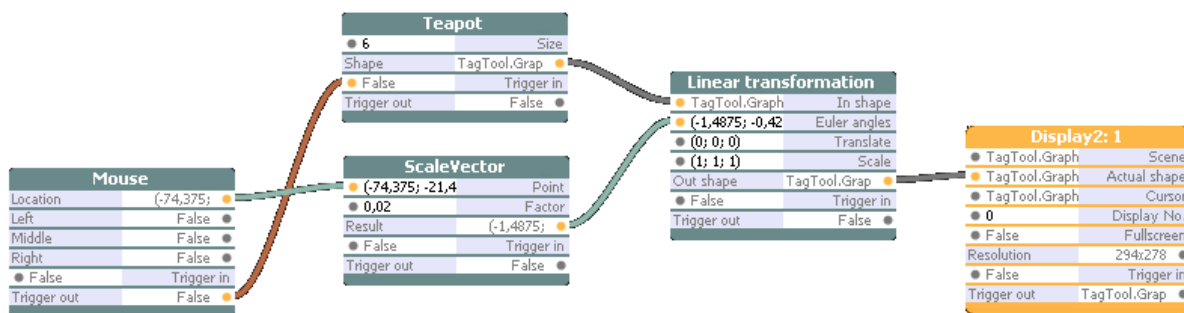 Teapot
6 Size
Shape TagTool.Grap
False Trigger in
Trigger out False
Linear transformation
TagTool.Graph In shape
(-1,4875; -0,42 Euler angles
(0; 0; 0) Translate
(1; 1; 1) Scale
Out shape TagTool.Grap
False Trigger in
Trigger out False
Display2: 1
TagTool.Graph Scene
TagTool.Graph Actual shape
TagTool.Graph Cursor
0 Display No.
False Fullscreen
Resolution 294x278
False Trigger in
Trigger out TagTool.Grap
ScaleVector
(-74,375; -21,4 Point
0,02 Factor
Result (-1,4875;
False Trigger in
Trigger out False
Mouse
Location (-74,375;
Left False
Middle False
Right False
False Trigger in
Trigger out False